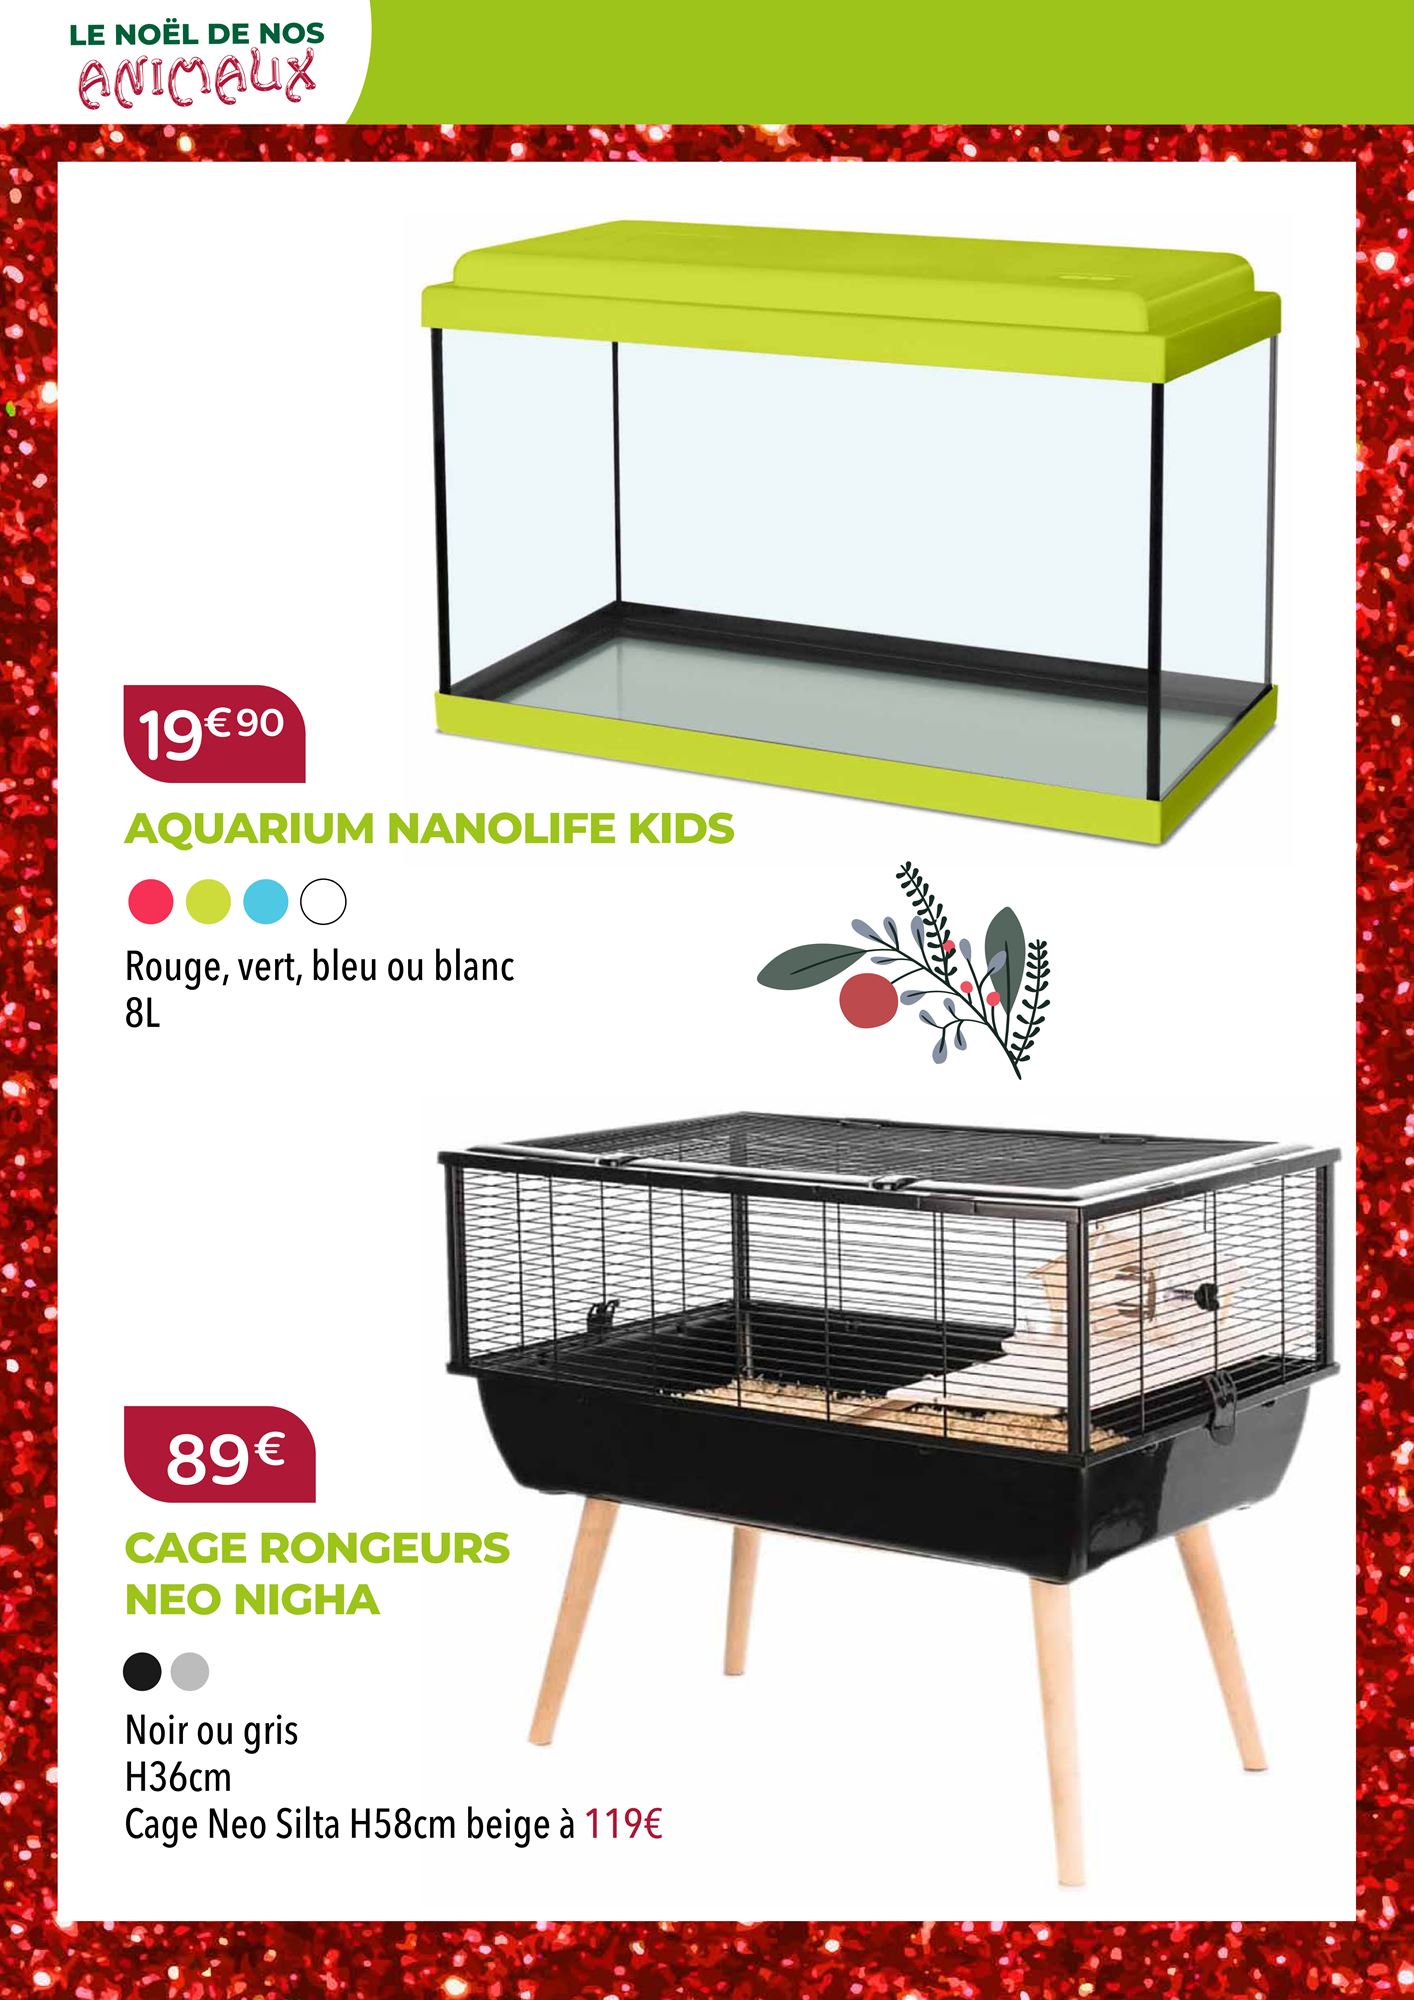 LE NOËL DE NOS
ANIMAUX
19€90
AQUARIUM NANOLIFE KIDS
Rouge, vert, bleu ou blanc
8L
89€
CAGE RONGEURS
NEO NIGHA
Noir ou gris
H36cm
Cage Neo Silta H58cm beige à 119€